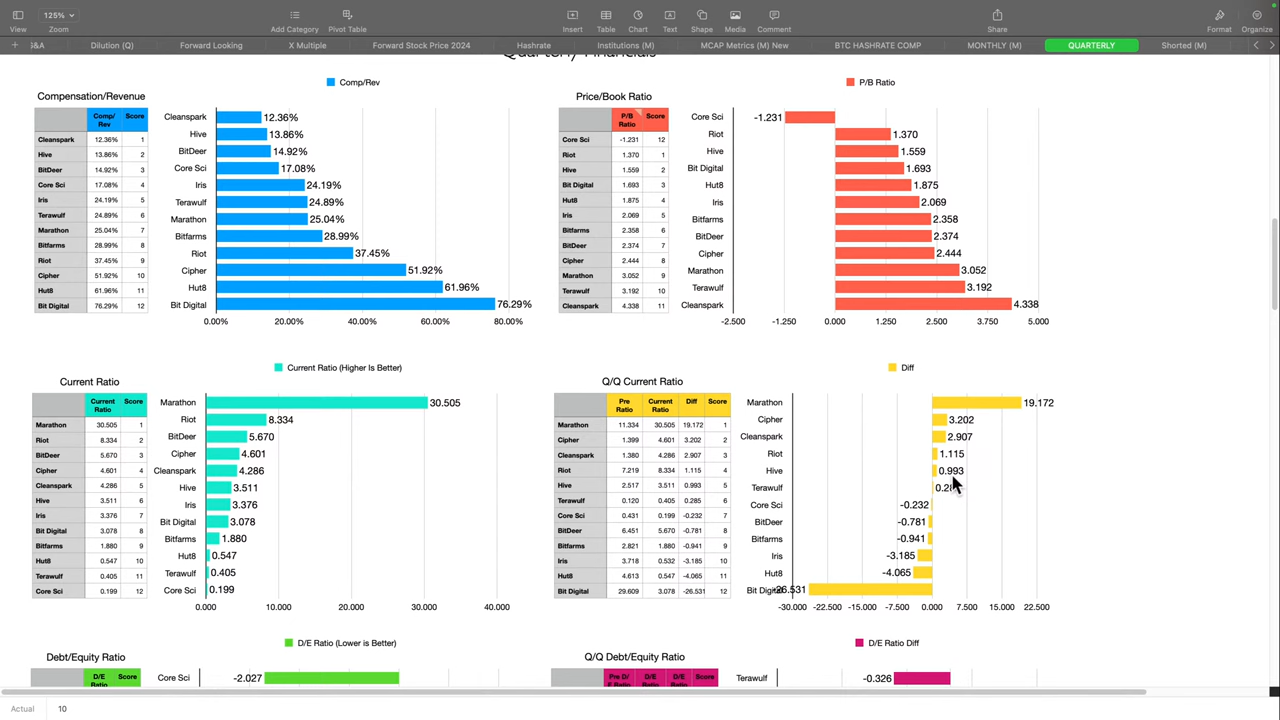 125%
View
Zoom
Add Category
Pivot Table
Insert
Table
Chart
Text
Shape
Media
Comment
Share
Format
Organize
S&A
Dilution (Q)
Forward Looking
X Multiple
Forward Stock Price 2024
Hashrate
Institutions (M)
MCAP Metrics (M) New
BTC HASHRATE COMP
MONTHLY (M)
QUARTERLY
Shorted (M)
Quarterly Financials
Compensation/Revenue
Comp/Rev Score
Cleanspark 12.36% 1
Hive 13.86% 2
BitDeer 14.92% 3
Core Sci 17.08% 4
Iris 24.19% 5
Terawulf 24.89% 6
Marathon 25.04% 7
Bitfarms 28.99% 8
Riot 37.45% 9
Cipher 51.92% 10
Hut8 61.96% 11
Bit Digital 76.29% 12
Comp/Rev
Cleanspark 12.36%
Hive 13.86%
BitDeer 14.92%
Core Sci 17.08%
Iris 24.19%
Terawulf 24.89%
Marathon 25.04%
Bitfarms 28.99%
Riot 37.45%
Cipher 51.92%
Hut8 61.96%
Bit Digital 76.29%
0.00% 20.00% 40.00% 60.00% 80.00%
Price/Book Ratio
P/B Ratio Score
Core Sci -1.231 12
Riot 1.370 1
Hive 1.559 2
Bit Digital 1.693 3
Hut8 1.875 4
Iris 2.069 5
Bitfarms 2.358 6
BitDeer 2.374 7
Cipher 2.444 8
Marathon 3.052 9
Terawulf 3.192 10
Cleanspark 4.338 11
P/B Ratio
Core Sci -1.231
Riot 1.370
Hive 1.559
Bit Digital 1.693
Hut8 1.875
Iris 2.069
Bitfarms 2.358
BitDeer 2.374
Cipher 2.444
Marathon 3.052
Terawulf 3.192
Cleanspark 4.338
-2.500 -1.250 0.000 1.250 2.500 3.750 5.000
Current Ratio
Current Ratio Score
Marathon 30.505 1
Riot 8.334 2
BitDeer 5.670 3
Cipher 4.601 4
Cleanspark 4.286 5
Hive 3.511 6
Iris 3.376 7
Bit Digital 3.078 8
Bitfarms 1.880 9
Hut8 0.547 10
Terawulf 0.405 11
Core Sci 0.199 12
Current Ratio (Higher Is Better)
Marathon 30.505
Riot 8.334
BitDeer 5.670
Cipher 4.601
Cleanspark 4.286
Hive 3.511
Iris 3.376
Bit Digital 3.078
Bitfarms 1.880
Hut8 0.547
Terawulf 0.405
Core Sci 0.199
0.000 10.000 20.000 30.000 40.000
Q/Q Current Ratio
Pre Ratio Current Ratio Diff Score
Marathon 11.334 30.505 19.172 1
Cipher 1.399 4.601 3.202 2
Cleanspark 1.380 4.286 2.907 3
Riot 7.219 8.334 1.115 4
Hive 2.517 3.511 0.993 5
Terawulf 0.120 0.405 0.285 6
Core Sci 0.431 0.199 -0.232 7
BitDeer 6.451 5.670 -0.781 8
Bitfarms 2.821 1.880 -0.941 9
Iris 3.718 0.532 -3.185 10
Hut8 4.613 0.547 -4.065 11
Bit Digital 29.609 3.078 -26.531 12
Diff
Marathon 19.172
Cipher 3.202
Cleanspark 2.907
Riot 1.115
Hive 0.993
Terawulf
Core Sci -0.232
BitDeer -0.781
Bitfarms -0.941
Iris -3.185
Hut8 -4.065
Bit Digital -26.531
-30.000 -22.500 -15.000 -7.500 0.000 7.500 15.000 22.500
Debt/Equity Ratio
D/E Ratio Score
D/E Ratio (Lower is Better)
Core Sci -2.027
Q/Q Debt/Equity Ratio
Pre D/E Ratio D/E Ratio D/E Ratio Score
D/E Ratio Diff
Terawulf -0.326
Actual 10